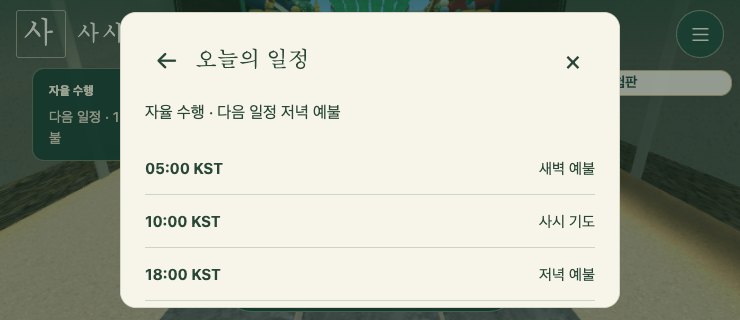 사
사시
오늘의 일정
자율 수행
다음 일정 · 1
불
자율 수행 · 다음 일정 저녁 예불
05:00 KST 새벽 예불
10:00 KST 사시 기도
18:00 KST 저녁 예불